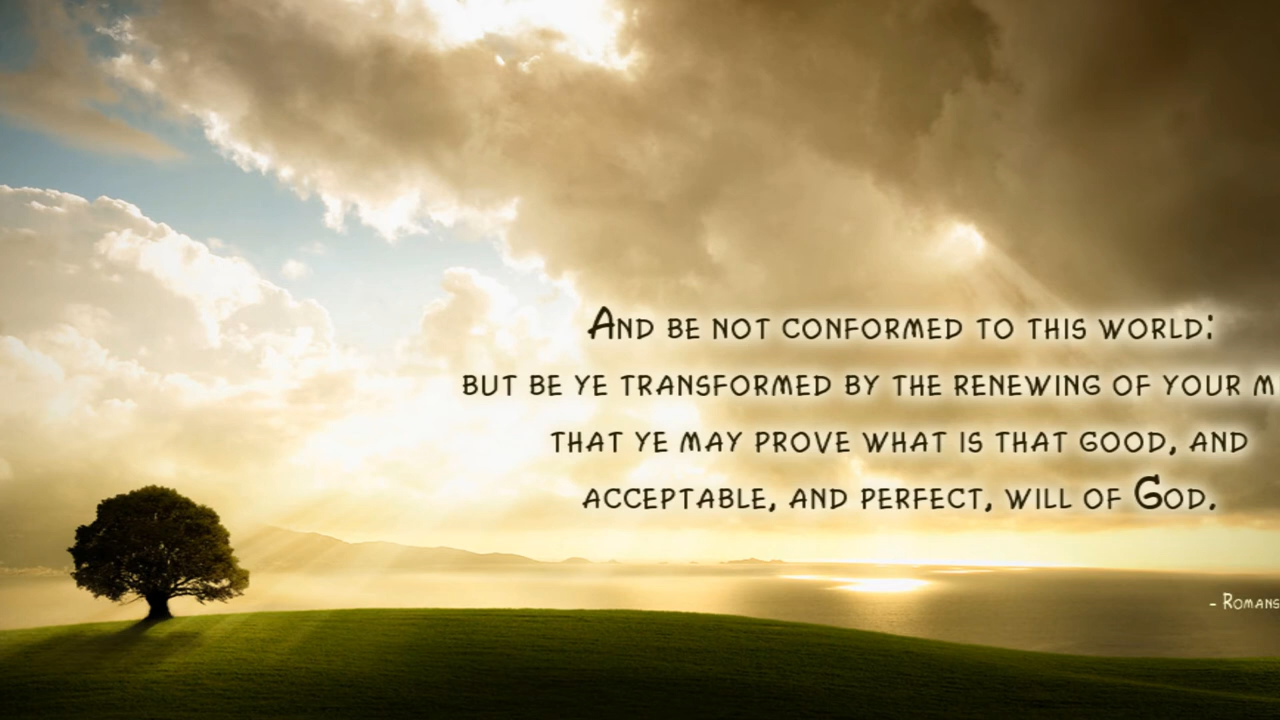 And be not conformed to this world:
but be ye transformed by the renewing of your
that ye may prove what is that good, and
acceptable, and perfect, will of God.
- Romans